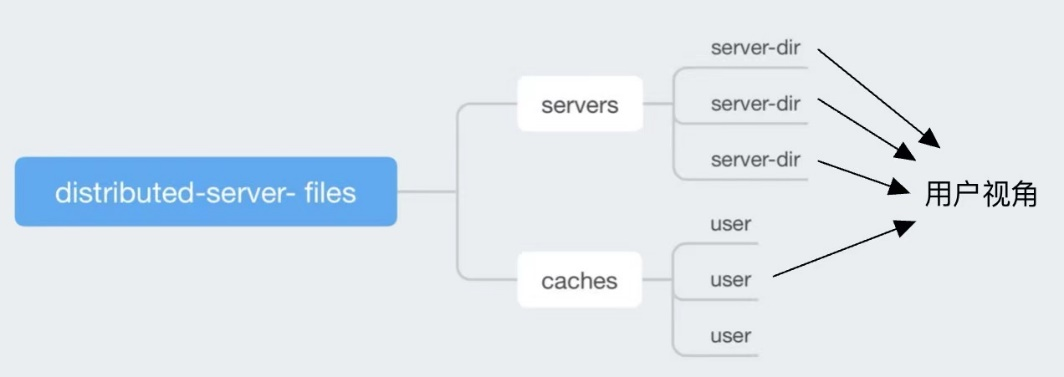 distributed-server- files
servers
server-dir
server-dir
server-dir
caches
user
user
user
用户视角